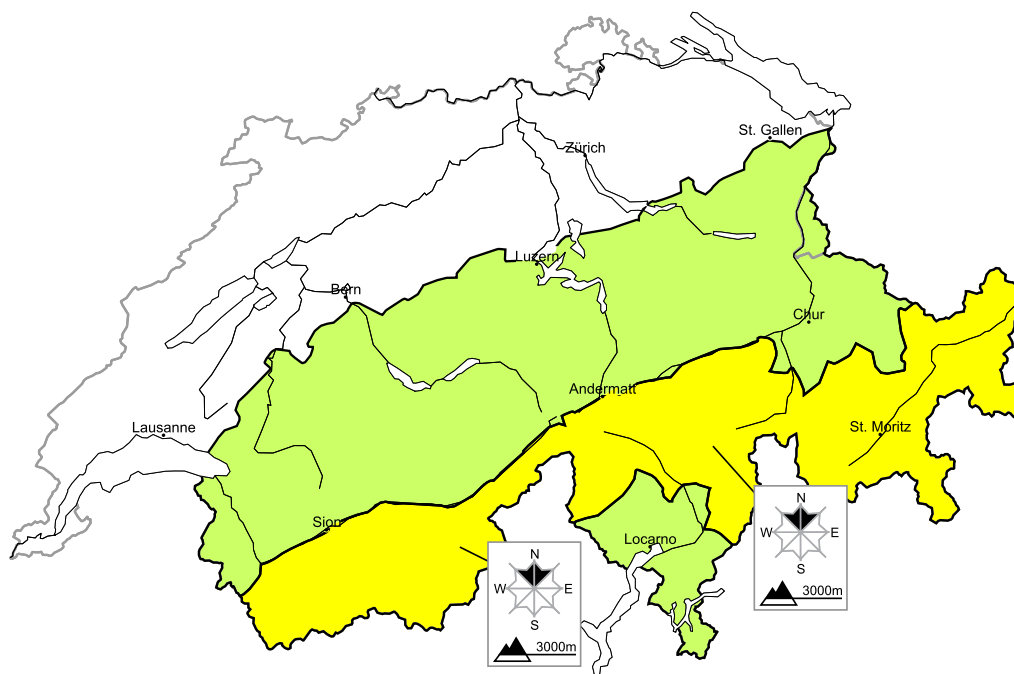 St. Gallen
Zürich
Luzern
Bern
Chur
Andermatt
Lausanne
St. Moritz
Sion
Locarno
N
W E
S
3000m
N
W E
S
3000m